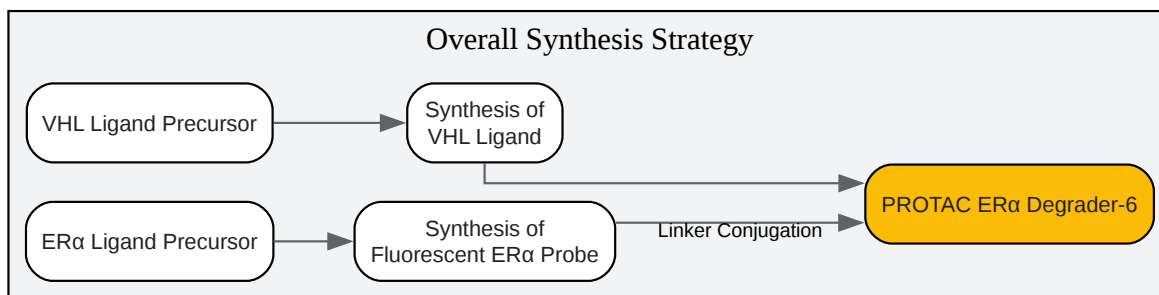 Overall Synthesis Strategy
VHL Ligand Precursor
Synthesis of
VHL Ligand
PROTAC ERα Degrader-6
ERα Ligand Precursor
Synthesis of
Fluorescent ERα Probe
Linker Conjugation